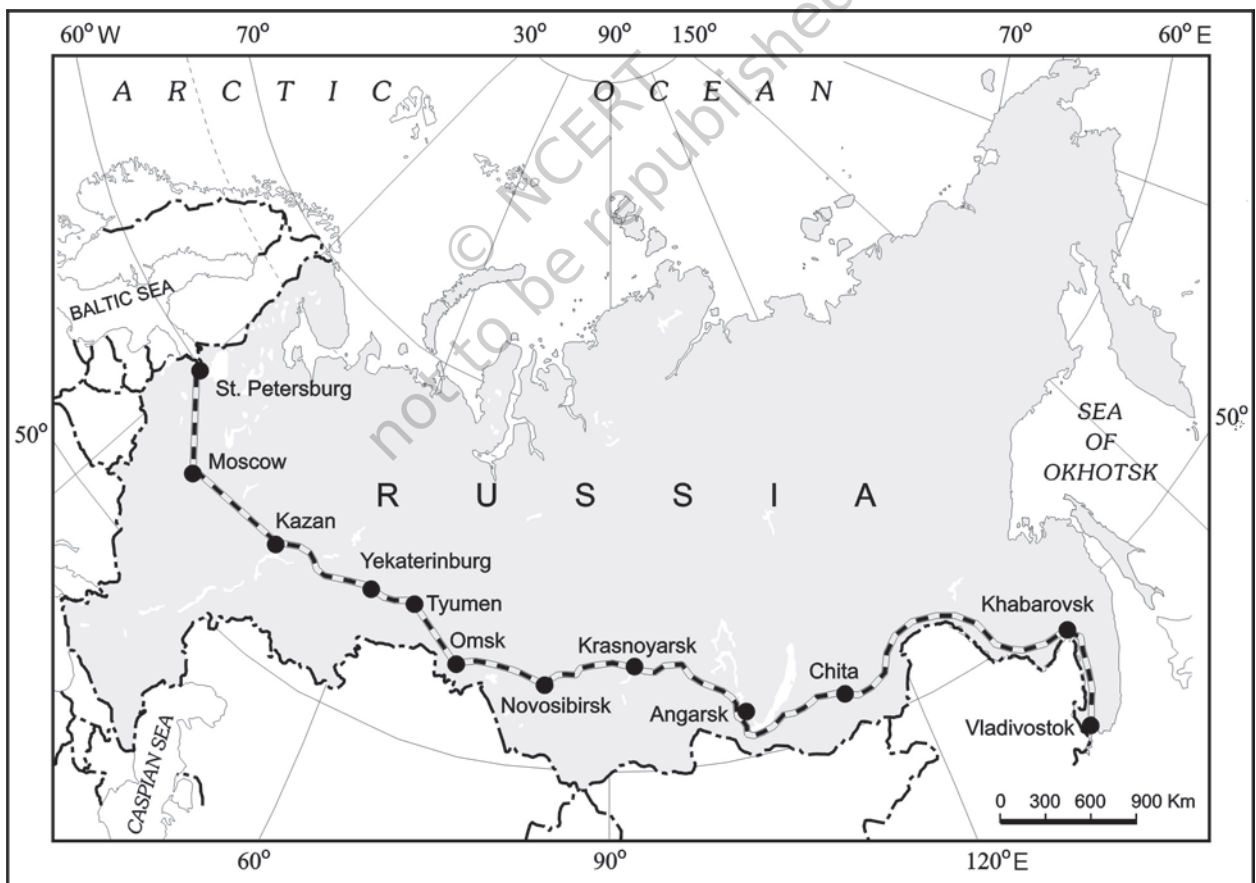 60° W 70° 30° 90° 150° 70° 60° E
A R C T I C O C E A N
© NCERT
not to be republished
BALTIC SEA
St. Petersburg
50°
50°
SEA
OF
OKHOTSK
Moscow
R U S S I A
Kazan
Yekaterinburg
Tyumen
Khabarovsk
Omsk
Krasnoyarsk
Chita
Novosibirsk
Angarsk
Vladivostok
CASPIAN SEA
0 300 600 900 Km
60° 90° 120° E